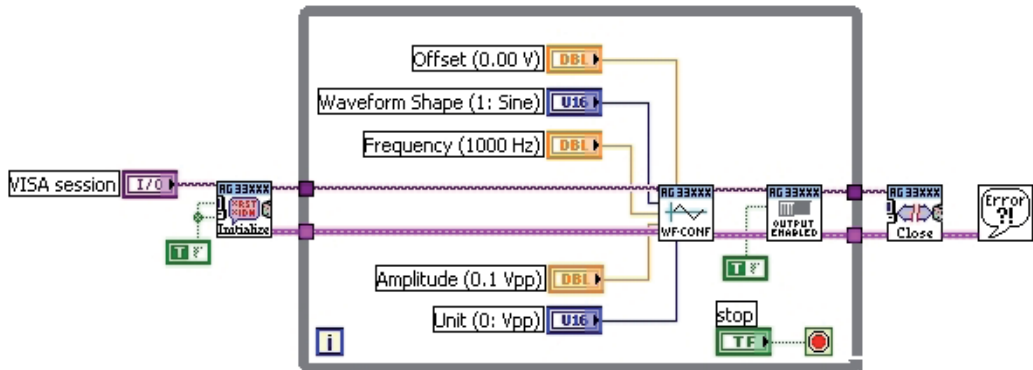 Offset (0.00 V)
DBL
Waveform Shape (1: Sine)
U16
Frequency (1000 Hz)
DBL
VISA session
I/O
AG 33XXX
*RST
*IDN
Initialize
T F
AG 33XXX
WF-CONF
AG 33XXX
OUTPUT
ENABLED
T F
AG 33XXX
Close
Error
?!
Amplitude (0.1 Vpp)
DBL
Unit (0: Vpp)
U16
stop
TF
i